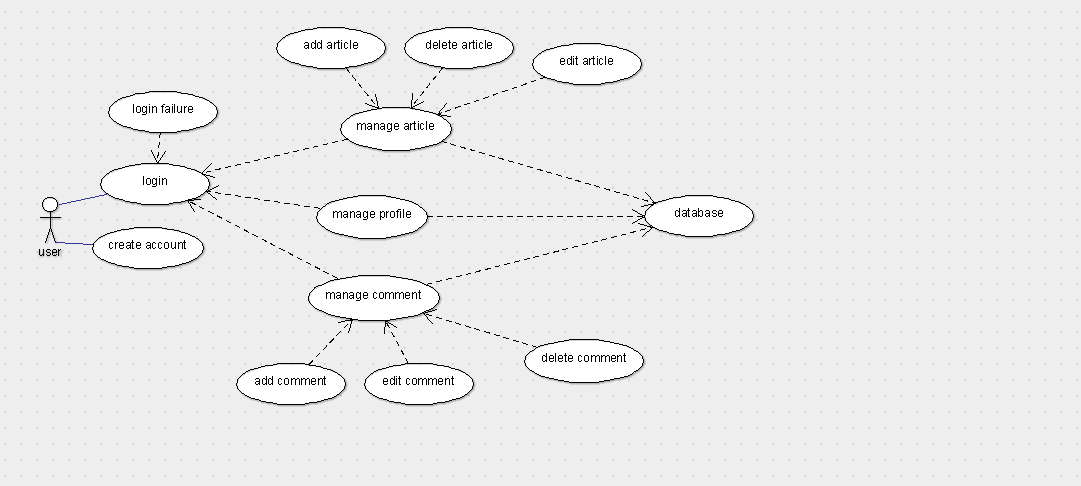 add article
delete article
edit article
login failure
manage article
login
manage profile
database
user
create account
manage comment
delete comment
add comment
edit comment